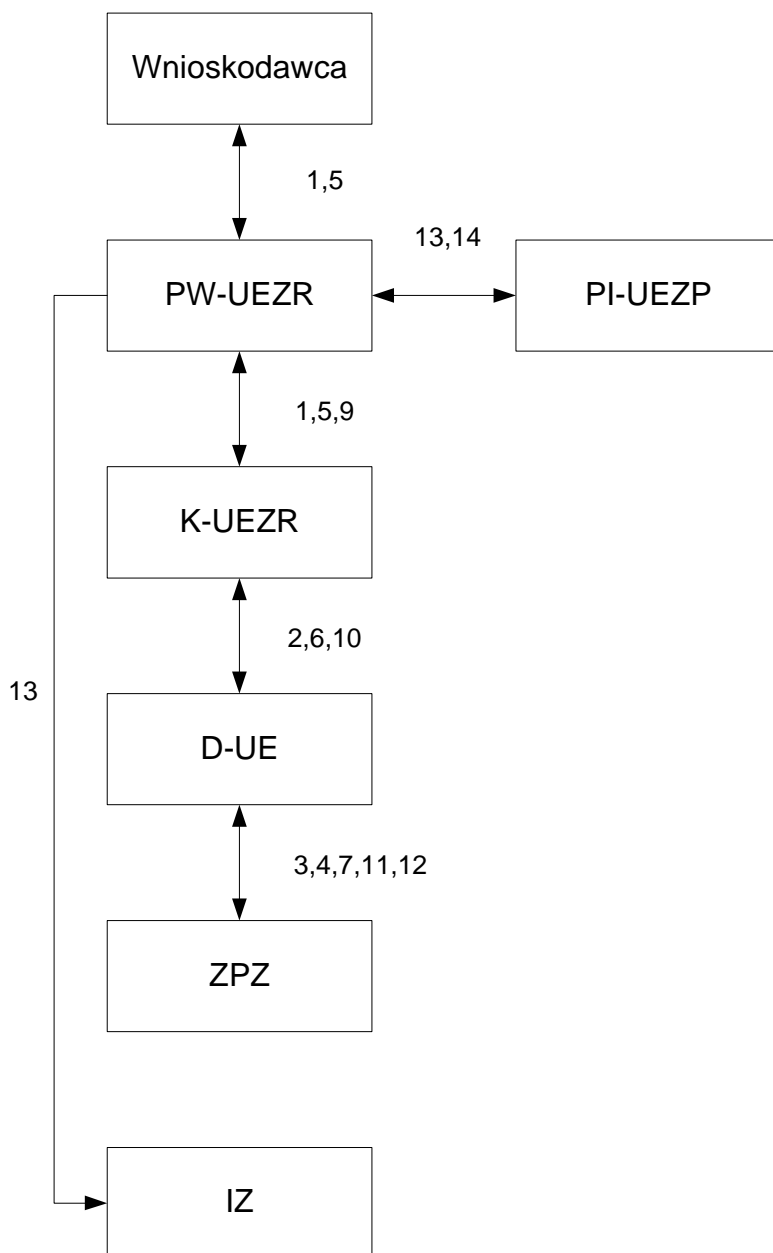 Wnioskodawca
1,5
13,14
PW-UEZR
PI-UEZP
1,5,9
K-UEZR
2,6,10
13
D-UE
3,4,7,11,12
ZPZ
IZ